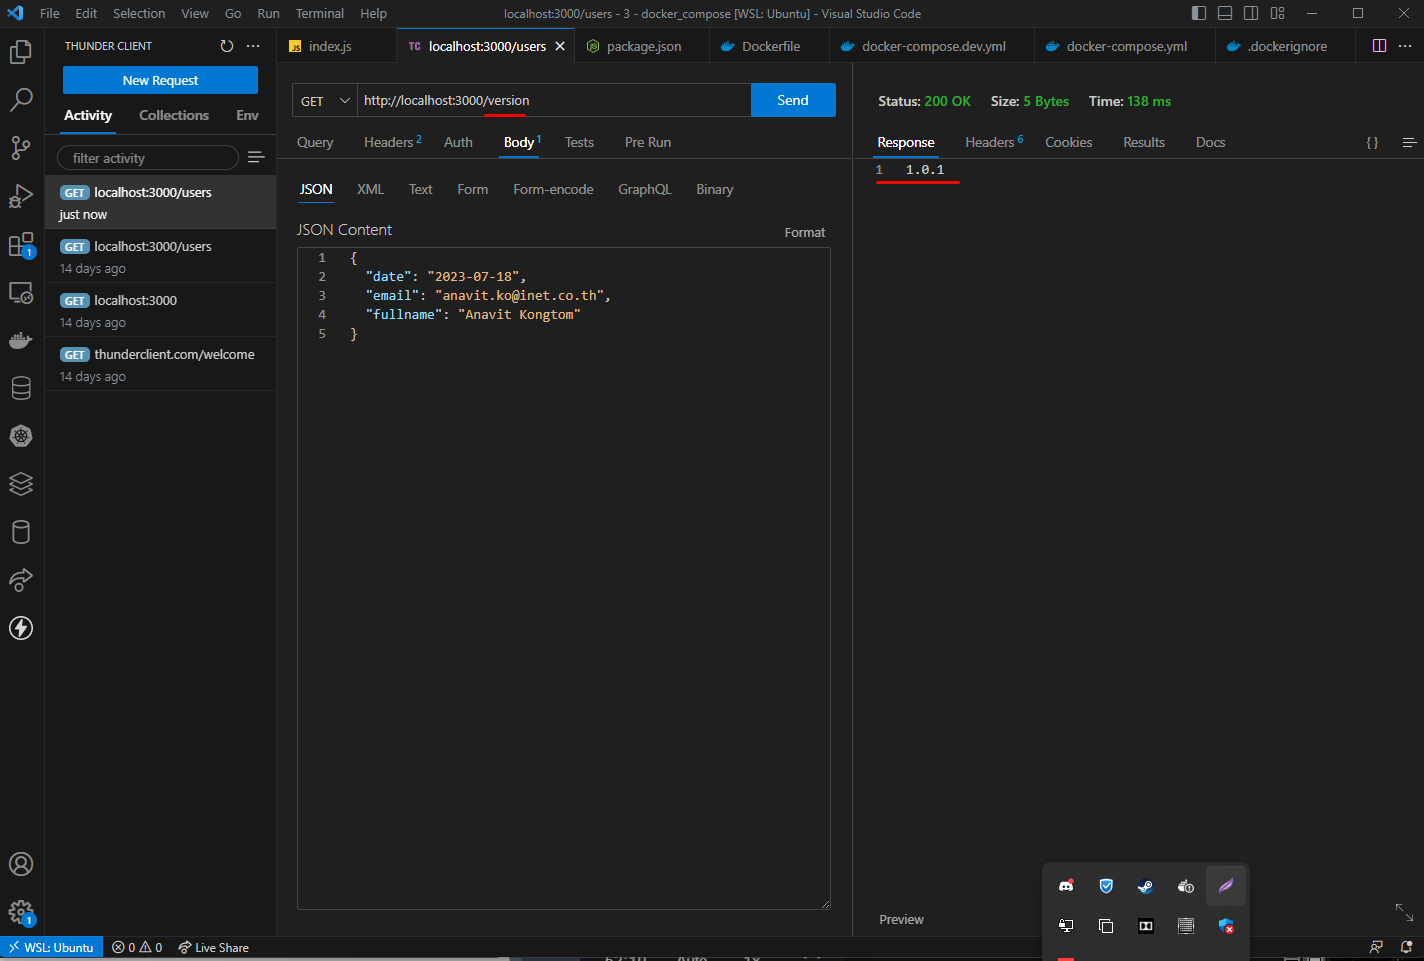 File Edit Selection View Go Run Terminal Help
localhost:3000/users - 3 - docker_compose [WSL: Ubuntu] - Visual Studio Code
THUNDER CLIENT
New Request
Activity Collections Env
filter activity
GET localhost:3000/users
just now
GET localhost:3000/users
14 days ago
GET localhost:3000
14 days ago
GET thunderclient.com/welcome
14 days ago
JS index.js
TC localhost:3000/users
package.json
Dockerfile
docker-compose.dev.yml
docker-compose.yml
.dockerignore
GET http://localhost:3000/version Send
Query Headers 2 Auth Body 1 Tests Pre Run
JSON XML Text Form Form-encode GraphQL Binary
JSON Content
Format
1 {
2 "date": "2023-07-18",
3 "email": "anavit.ko@inet.co.th",
4 "fullname": "Anavit Kongtom"
5 }
Status: 200 OK Size: 5 Bytes Time: 138 ms
Response Headers 6 Cookies Results Docs { }
1 1.0.1
Preview
1
1
WSL: Ubuntu 0 0 Live Share